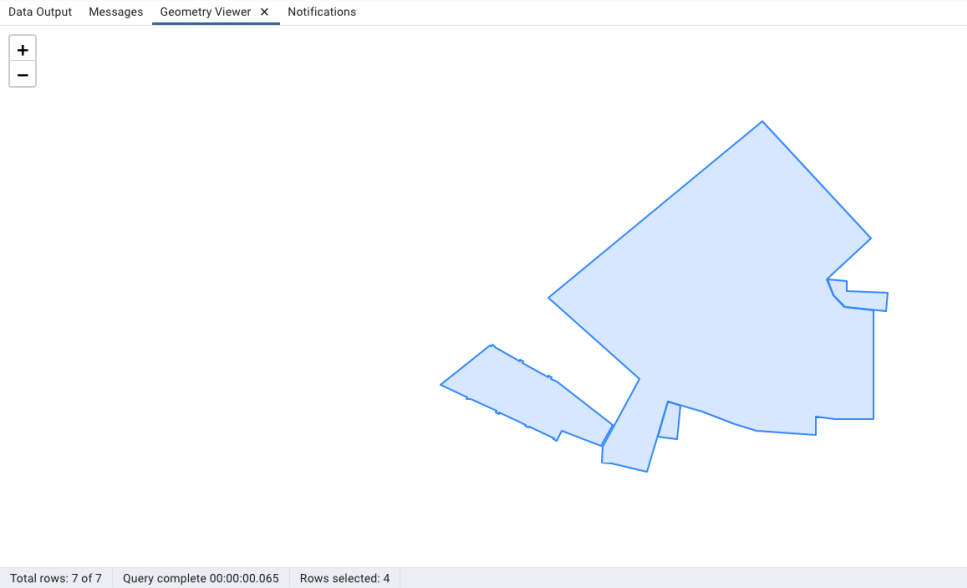 Data Output Messages Geometry Viewer ✕ Notifications
+
−
Total rows: 7 of 7 Query complete 00:00:00.065 Rows selected: 4